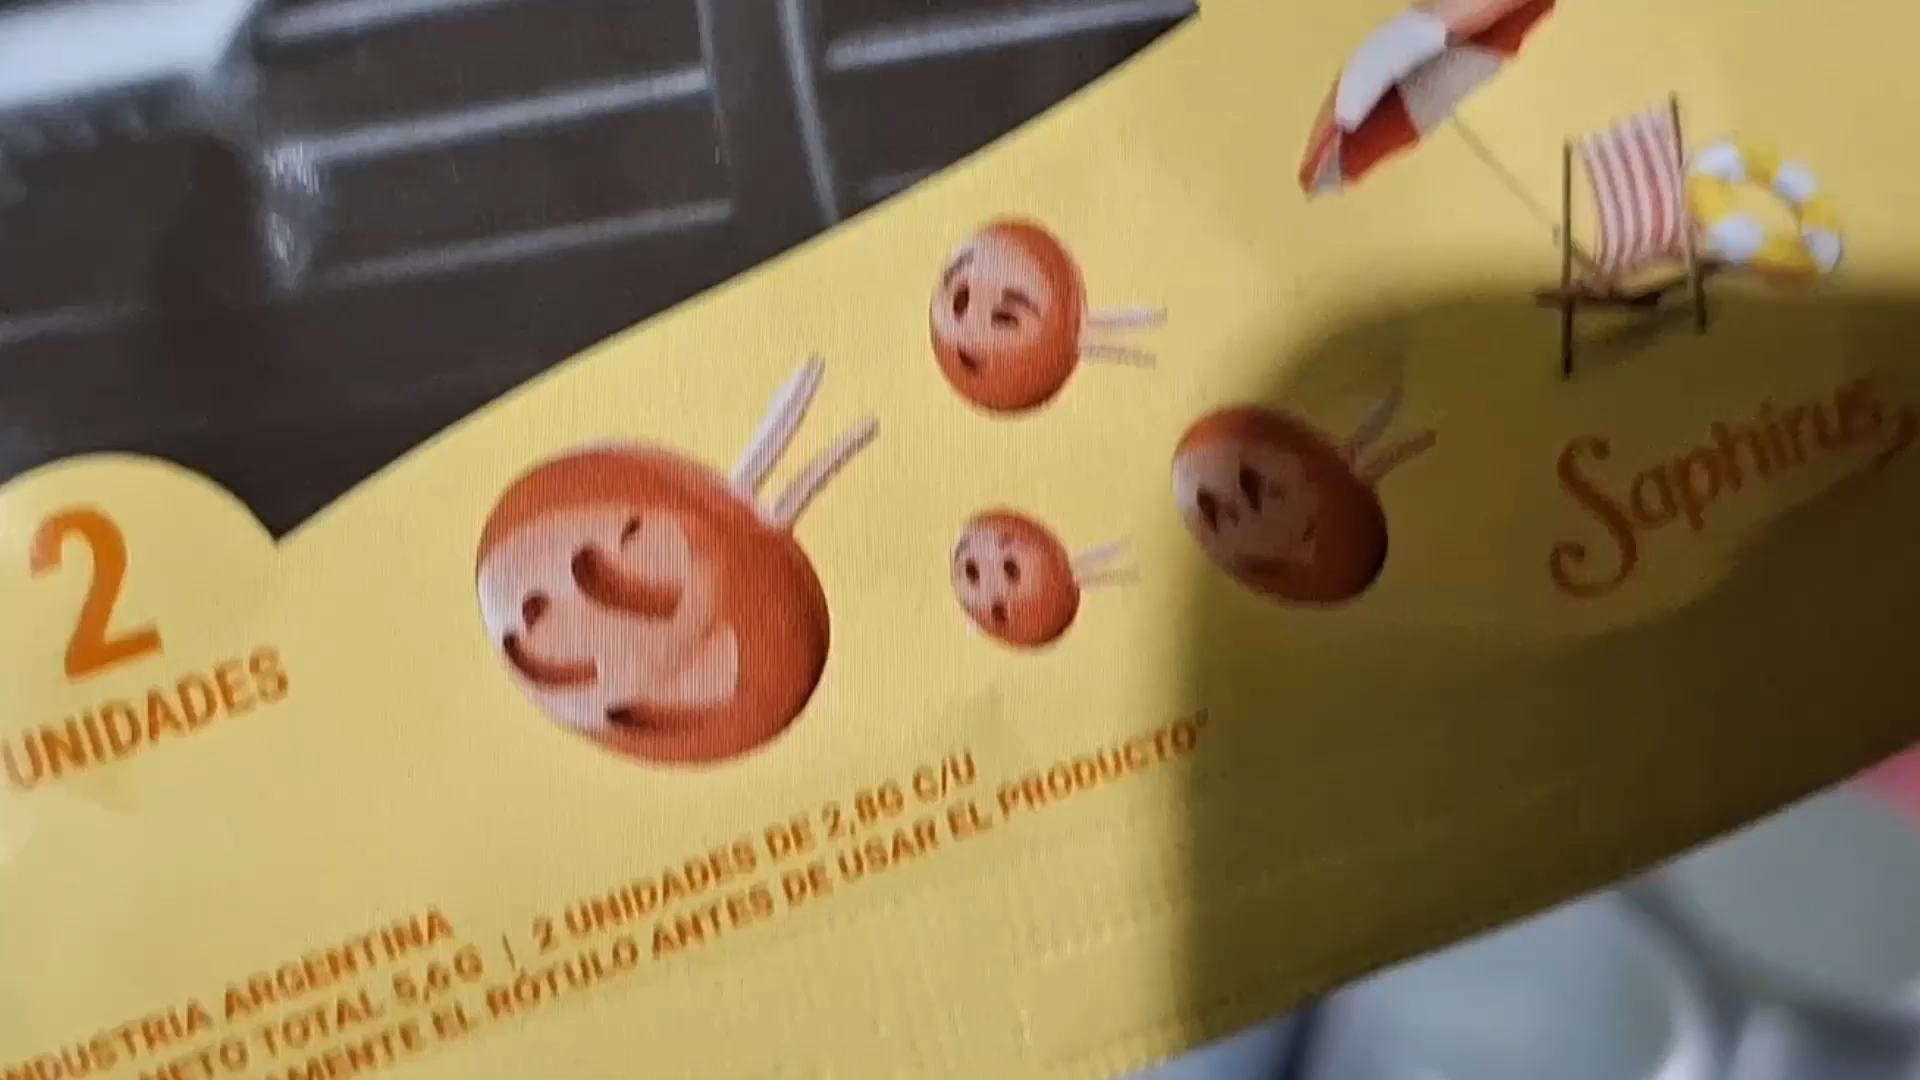 2
UNIDADES
Saphirus
INDUSTRIA ARGENTINA
NETO TOTAL 5,6G | 2 UNIDADES DE 2,8G C/U
AMENTE EL RÓTULO ANTES DE USAR EL PRODUCTO"